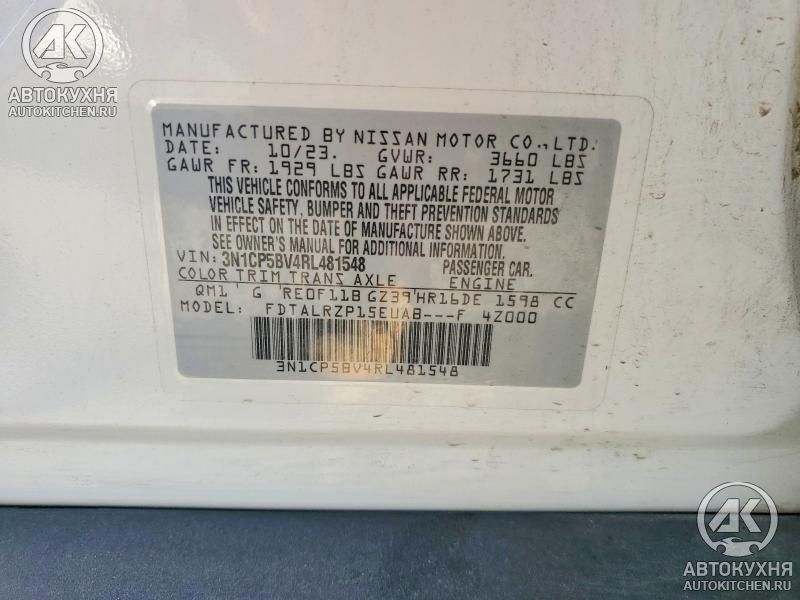 АК
АВТОКУХНЯ
AUTOKITCHEN.RU
MANUFACTURED BY NISSAN MOTOR CO.,LTD.
DATE: 10/23. GVWR: 3660 LBS
GAWR FR: 1929 LBS GAWR RR: 1731 LBS
THIS VEHICLE CONFORMS TO ALL APPLICABLE FEDERAL MOTOR
VEHICLE SAFETY, BUMPER AND THEFT PREVENTION STANDARDS
IN EFFECT ON THE DATE OF MANUFACTURE SHOWN ABOVE.
SEE OWNER'S MANUAL FOR ADDITIONAL INFORMATION.
VIN: 3N1CP5BV4RL481548 PASSENGER CAR.
COLOR TRIM TRANS AXLE ENGINE
QM1 G RE0F11B GZ39 HR16DE 1598 CC
MODEL: FDTALRZP15EUAB---F 4Z000
3N1CP5BV4RL481548
АК
АВТОКУХНЯ
AUTOKITCHEN.RU